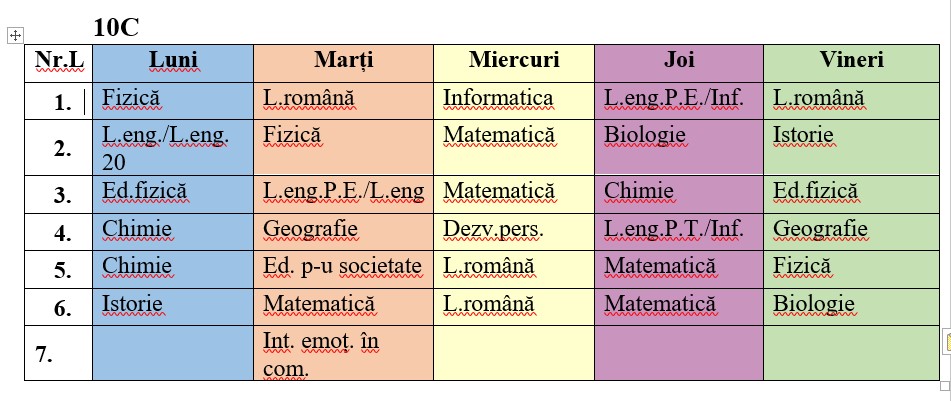 10C
Nr.L Luni Marți Miercuri Joi Vineri
1. Fizică L.română Informatica L.eng.P.E./Inf. L.română
2. L.eng./L.eng. 20 Fizică Matematică Biologie Istorie
3. Ed.fizică L.eng.P.E./L.eng Matematică Chimie Ed.fizică
4. Chimie Geografie Dezv.pers. L.eng.P.T./Inf. Geografie
5. Chimie Ed. p-u societate L.română Matematică Fizică
6. Istorie Matematică L.română Matematică Biologie
7. Int. emoț. în com.